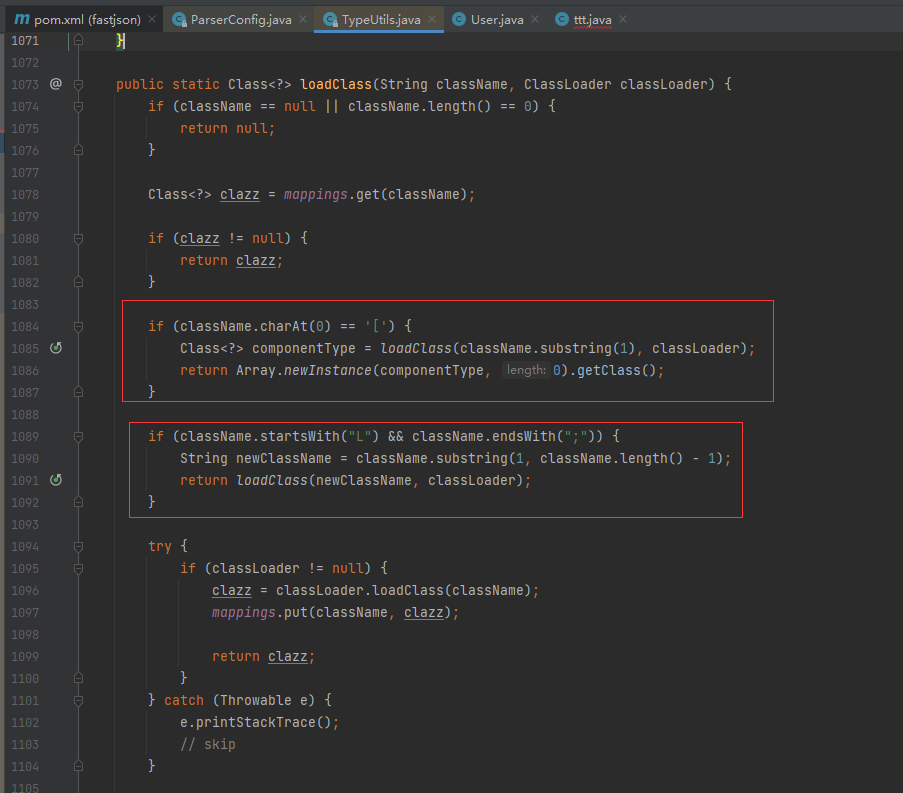 pom.xml (fastjson)
ParserConfig.java
TypeUtils.java
User.java
ttt.java
1071 }
1072
1073 @ public static Class<?> loadClass(String className, ClassLoader classLoader) {
1074 if (className == null || className.length() == 0) {
1075 return null;
1076 }
1077
1078 Class<?> clazz = mappings.get(className);
1079
1080 if (clazz != null) {
1081 return clazz;
1082 }
1083
1084 if (className.charAt(0) == '[') {
1085 Class<?> componentType = loadClass(className.substring(1), classLoader);
1086 return Array.newInstance(componentType, length: 0).getClass();
1087 }
1088
1089 if (className.startsWith("L") && className.endsWith(";")) {
1090 String newClassName = className.substring(1, className.length() - 1);
1091 return loadClass(newClassName, classLoader);
1092 }
1093
1094 try {
1095 if (classLoader != null) {
1096 clazz = classLoader.loadClass(className);
1097 mappings.put(className, clazz);
1098
1099 return clazz;
1100 }
1101 } catch (Throwable e) {
1102 e.printStackTrace();
1103 // skip
1104 }
1105